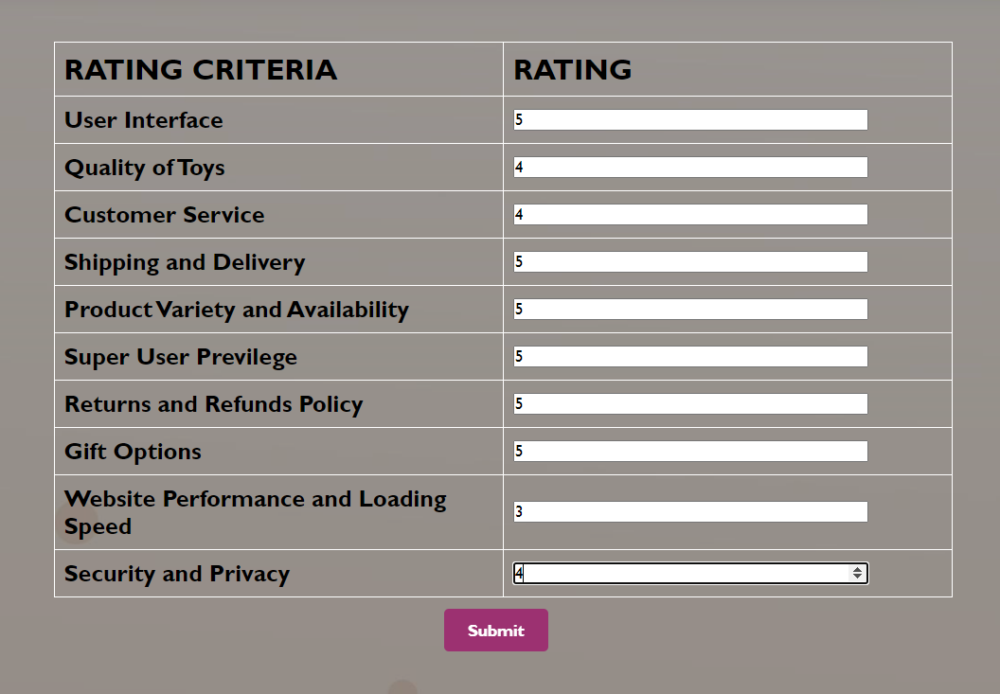 RATING CRITERIA RATING
User Interface 5
Quality of Toys 4
Customer Service 4
Shipping and Delivery 5
Product Variety and Availability 5
Super User Previlege 5
Returns and Refunds Policy 5
Gift Options 5
Website Performance and Loading
Speed 3
Security and Privacy 4
Submit